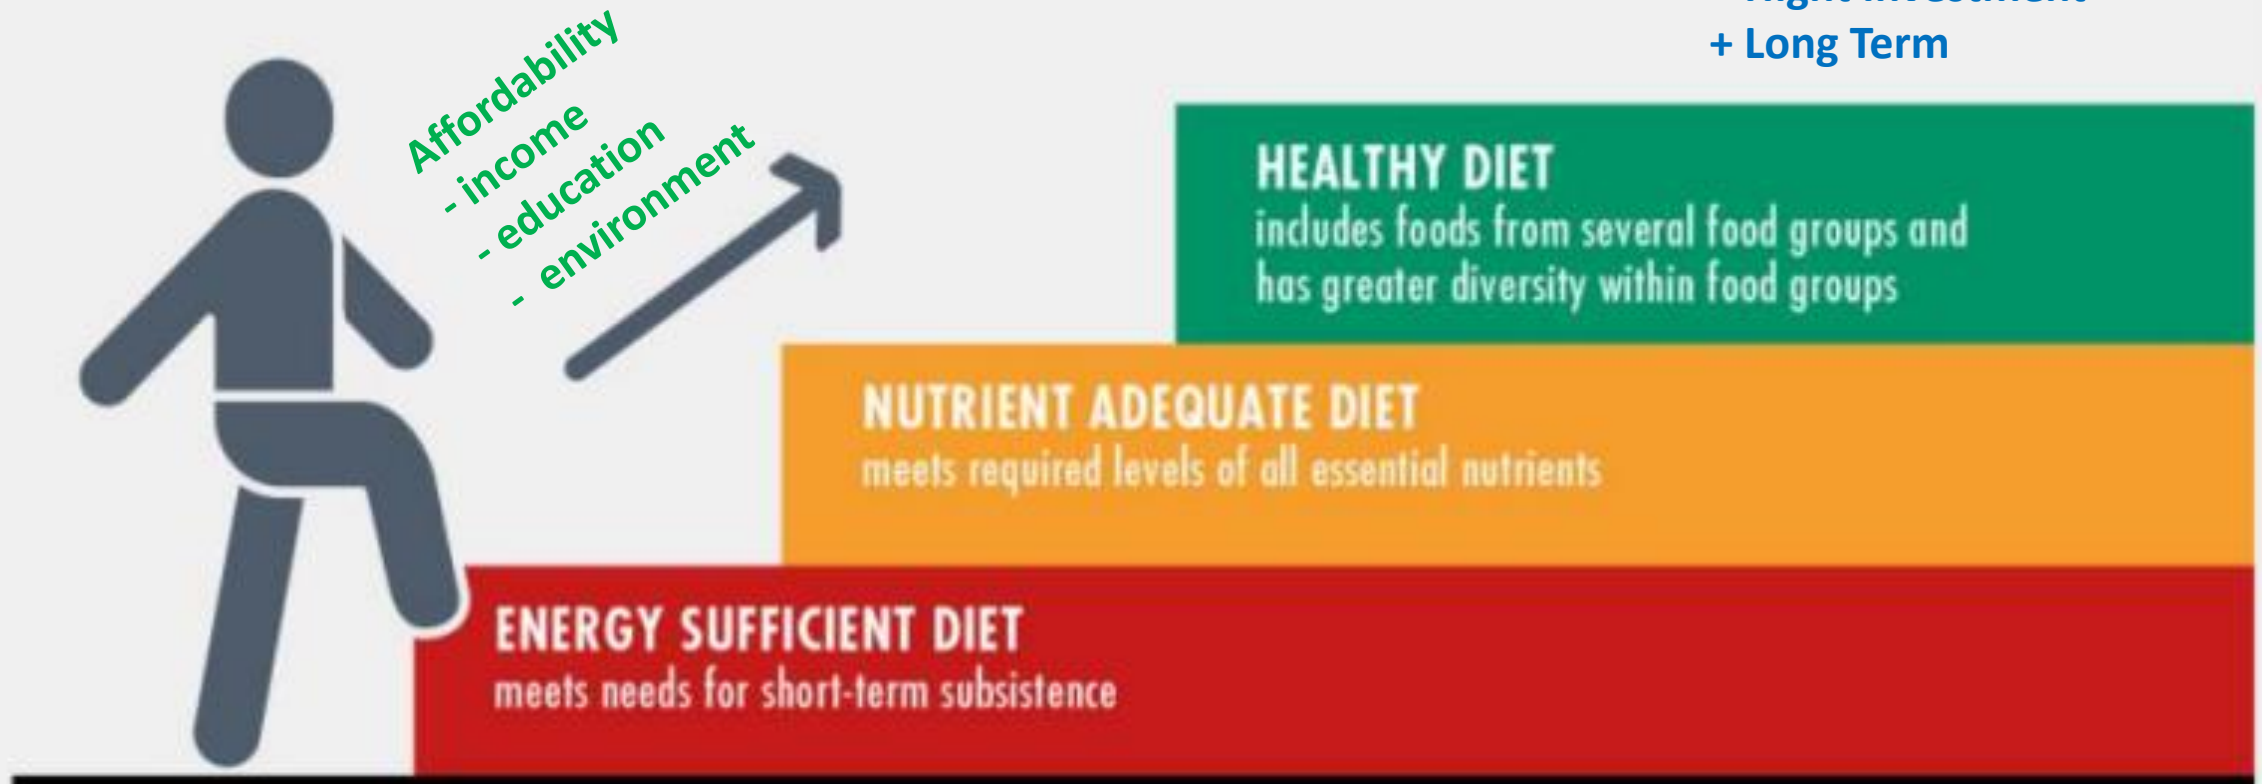 Investment
+ Long Term
Affordability
- income
- education
- environment
HEALTHY DIET
includes foods from several food groups and
has greater diversity within food groups
NUTRIENT ADEQUATE DIET
meets required levels of all essential nutrients
ENERGY SUFFICIENT DIET
meets needs for short-term subsistence